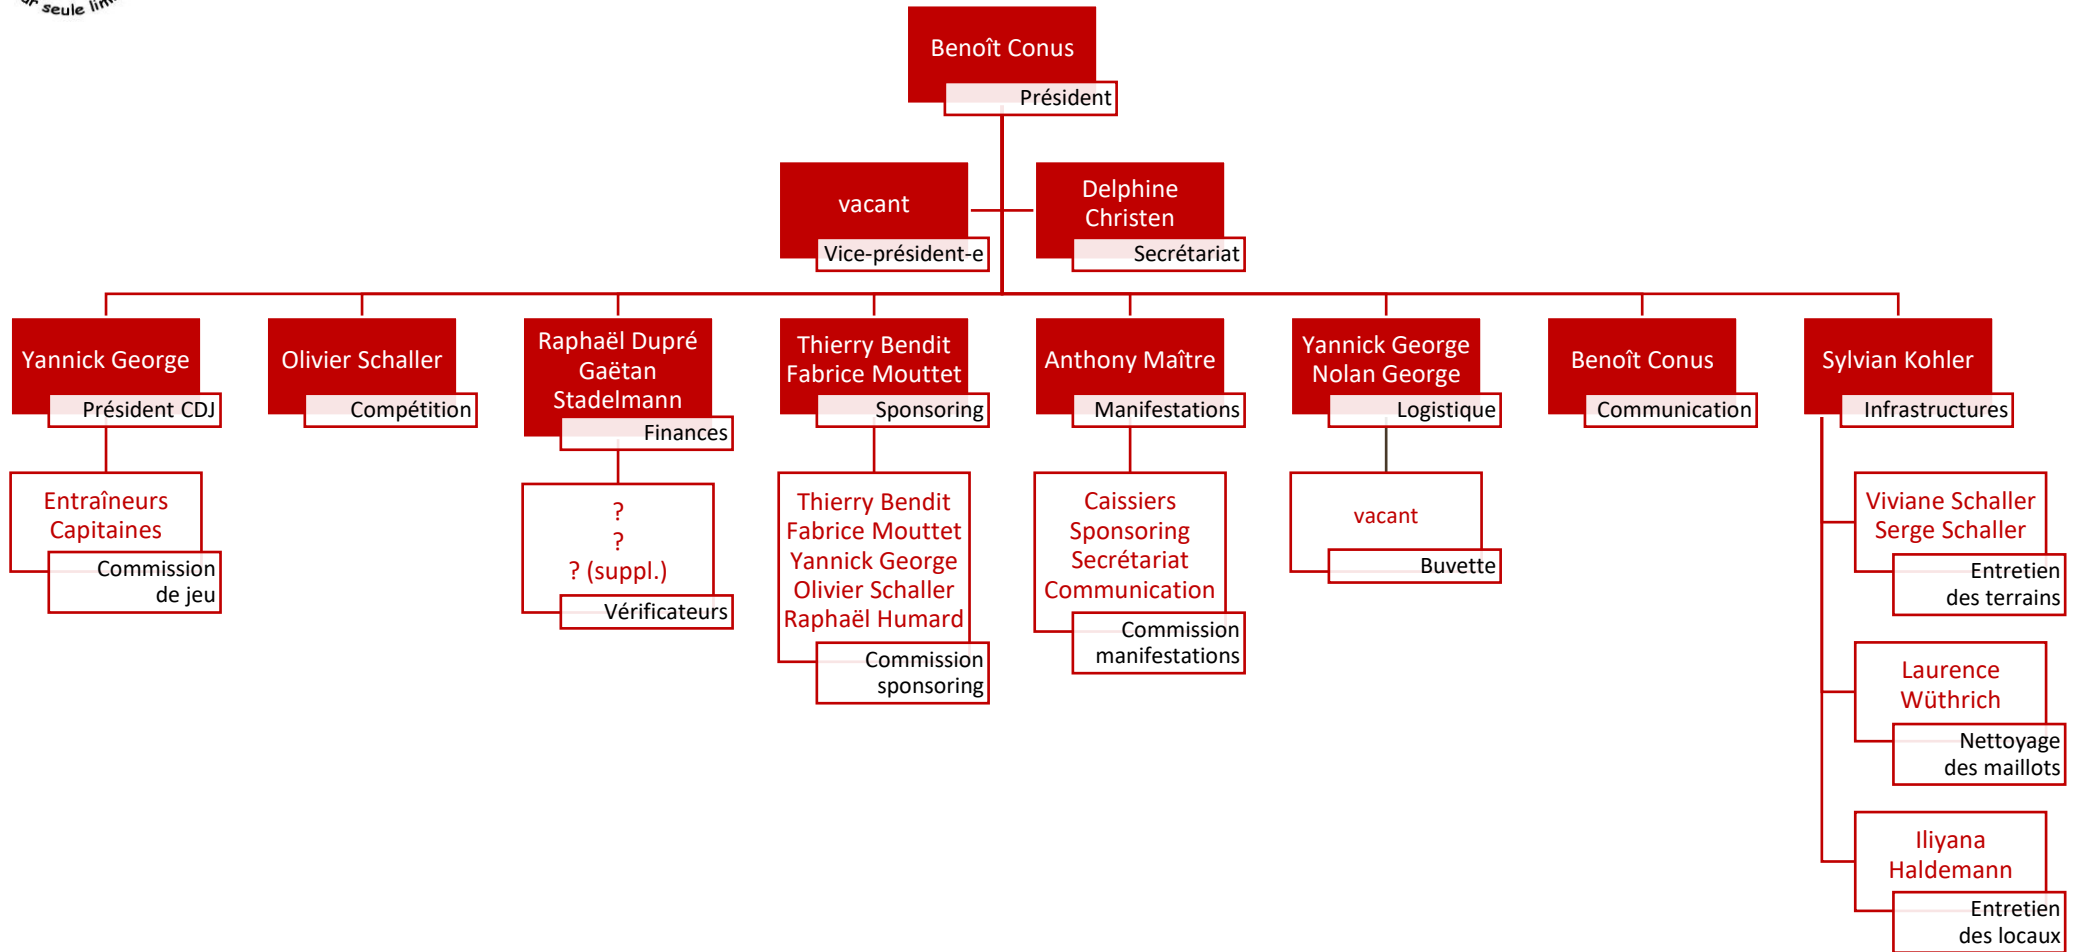 seule
Benoît Conus
Président
vacant
Vice-président-e
Delphine
Christen
Secrétariat
Yannick George
Président CDJ
Olivier Schaller
Compétition
Raphaël Dupré
Gaëtan
Stadelmann
Finances
Thierry Bendit
Fabrice Mouttet
Sponsoring
Anthony Maître
Manifestations
Yannick George
Nolan George
Logistique
Benoît Conus
Communication
Sylvian Kohler
Infrastructures
Entraîneurs
Capitaines
Commission
de jeu
?
?
? (suppl.)
Vérificateurs
Thierry Bendit
Fabrice Mouttet
Yannick George
Olivier Schaller
Raphaël Humard
Commission
sponsoring
Caissiers
Sponsoring
Secrétariat
Communication
Commission
manifestations
vacant
Buvette
Viviane Schaller
Serge Schaller
Entretien
des terrains
Laurence
Wüthrich
Nettoyage
des maillots
Iliyana
Haldemann
Entretien
des locaux